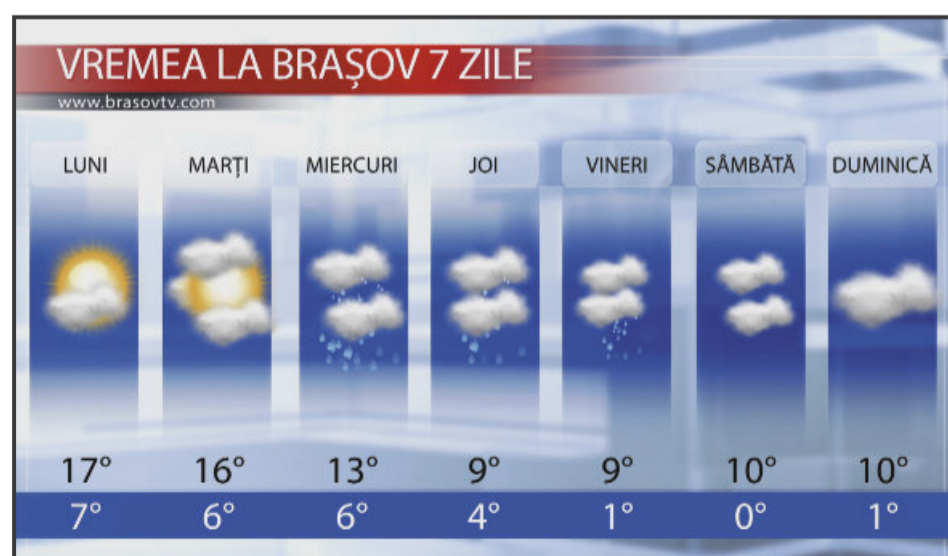 VREMEA LA BRAȘOV 7 ZILE
www.brasovtv.com
LUNI MARȚI MIERCURI JOI VINERI SÂMBĂTĂ DUMINICĂ
17° 16° 13° 9° 9° 10° 10°
7° 6° 6° 4° 1° 0° 1°